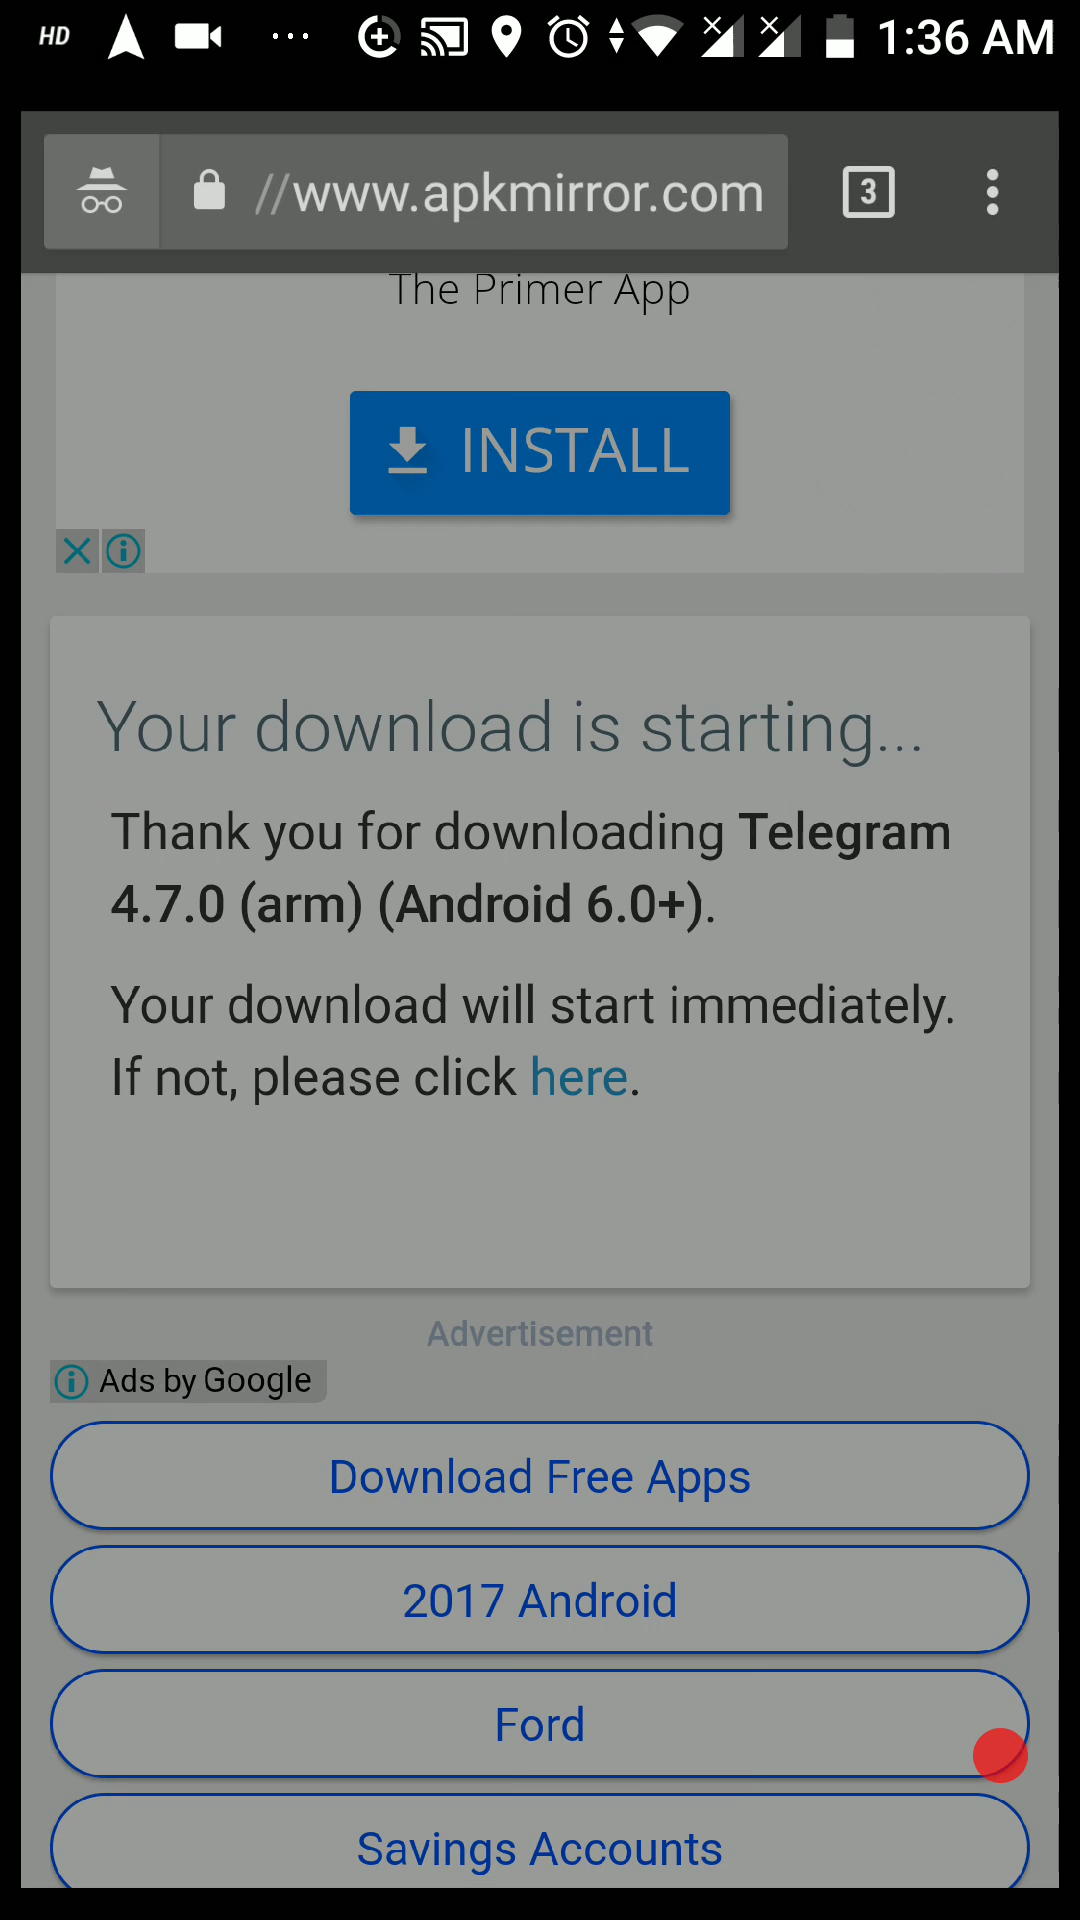 HD
1:36 AM
//www.apkmirror.com
3
The Primer App
INSTALL
Your download is starting...
Thank you for downloading Telegram
4.7.0 (arm) (Android 6.0+).
Your download will start immediately.
If not, please click here.
Advertisement
Ads by Google
Download Free Apps
2017 Android
Ford
Savings Accounts